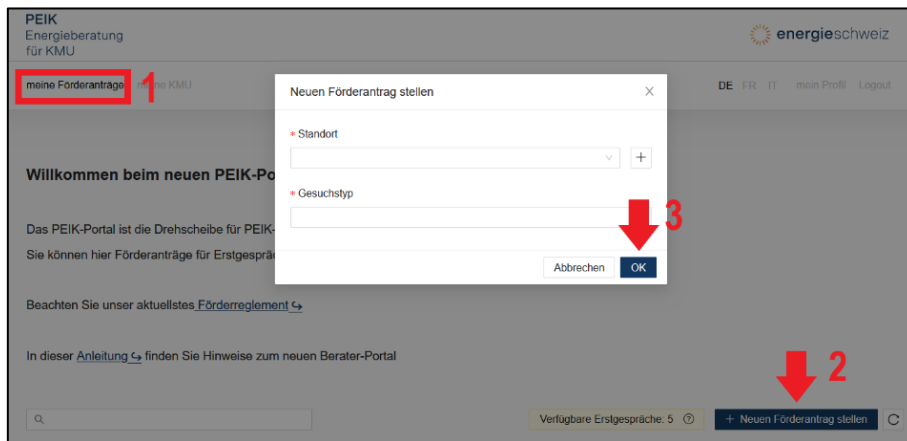 PEIK
Energieberatung
für KMU
energieschweiz
meine Förderanträge
1
meine KMU
DE FR IT mein Profil Logout
Neuen Förderantrag stellen
* Standort
* Gesuchstyp
3
Abbrechen
OK
Willkommen beim neuen PEIK-Po
Das PEIK-Portal ist die Drehscheibe für PEIK-
Sie können hier Förderanträge für Erstgesprä
Beachten Sie unser aktuellstes Förderreglement
In dieser Anleitung finden Sie Hinweise zum neuen Berater-Portal
2
Verfügbare Erstgespräche: 5
+ Neuen Förderantrag stellen